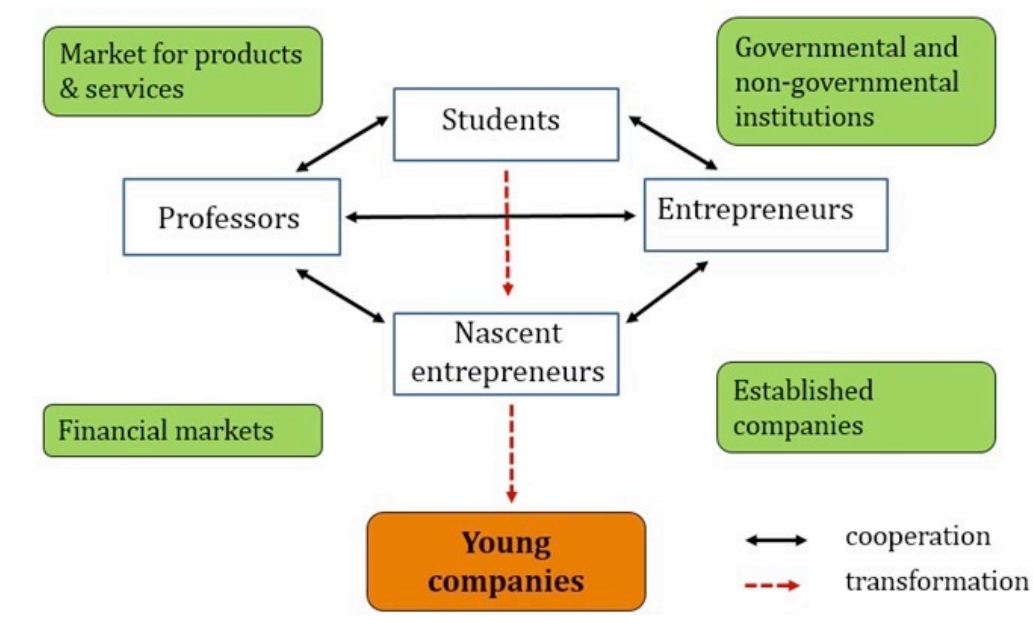 Market for products
& services
Governmental and
non-governmental
institutions
Students
Professors
Entrepreneurs
Nascent
entrepreneurs
Financial markets
Established
companies
Young
companies
cooperation
transformation